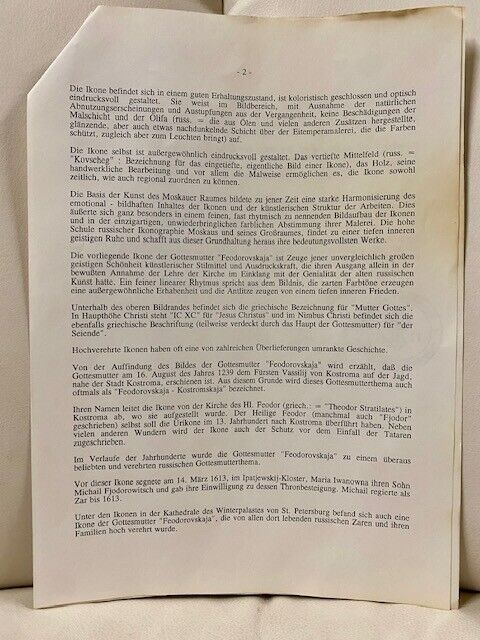 - 2 -
Die Ikone befindet sich in einem guten Erhaltungszustand, ist koloristisch geschlossen und optisch
eindrucksvoll gestaltet. Sie weist im Bildbereich, mit Ausnahme der natürlichen
Abnutzungserscheinungen und Austupfungen aus der Vergangenheit, keine Beschädigungen der
Malschicht und der Olifa (russ. = die aus Ölen und vielen anderen Zusätzen hergestellte,
glänzende, aber auch etwas nachdunkelnde Schicht über der Eitemperamalerei, die die Farben
schützt, zugleich aber zum Leuchten bringt) auf.
Die Ikone selbst ist außergewöhnlich eindrucksvoll gestaltet. Das vertiefte Mittelfeld (russ. =
"Kovscheg" : Bezeichnung für das eingetiefte, eigentliche Bild einer Ikone), das Holz, seine
handwerkliche Bearbeitung und vor allem die Malweise ermöglichen es, die Ikone sowohl
zeitlich, wie auch regional zuordnen zu können.
Die Basis der Kunst des Moskauer Raumes bildete zu jener Zeit eine starke Harmonisierung des
emotional - bildhaften Inhaltes der Ikonen und der künstlerischen Struktur der Arbeiten. Dies
äußerte sich ganz besonders in einem feinen, fast rhytmisch zu nennenden Bildaufbau der Ikonen
und in der einzigartigen, unwiederbringlichen farblichen Abstimmung ihrer Malerei. Die hohe
Schule russischer Ikonographie Moskaus und seines Großraumes, findet zu einer tiefen inneren
geistigen Ruhe und schafft aus dieser Grundhaltung heraus ihre bedeutungsvollsten Werke.
Die vorliegende Ikone der Gottesmutter "Feodorovskaja" ist Zeuge jener unvergleichlich großen
geistigen Schönheit künstlerischer Stilmittel und Ausdruckskraft, die ihren Ausgang allein in der
bewußten Annahme der Lehre der Kirche im Einklang mit der Genialität der alten russischen
Kunst hatte. Ein feiner linearer Rhytmus spricht aus dem Bildnis, die zarten Farbtöne erzeugen
eine außergewöhnliche Erhabenheit und die Antlitze zeugen von einem tiefen inneren Frieden.
Unterhalb des oberen Bildrandes befindet sich die griechische Bezeichnung für "Mutter Gottes".
In Haupthöhe Christi steht "IC XC" für "Jesus Christus" und im Nimbus Christi befindet sich die
ebenfalls griechische Beschriftung (teilweise verdeckt durch das Haupt der Gottesmutter) für "der
Seiende".
Hochverehrte Ikonen haben oft eine von zahlreichen Überlieferungen umrankte Geschichte.
Von der Auffindung des Bildes der Gottesmutter "Feodorovskaja" wird erzählt, daß die
Gottesmutter am 16. August des Jahres 1239 dem Fürsten Vassilij von Kostroma auf der Jagd,
nahe der Stadt Kostroma, erschienen ist. Aus diesem Grunde wird dieses Gottesmutterthema auch
oftmals als "Feodorovskaja - Kostromskaja" bezeichnet.
Ihren Namen leitet die Ikone von der Kirche des Hl. Feodor (griech.: = "Theodor Stratilates") in
Kostroma ab, wo sie aufgestellt wurde. Der Heilige Feodor (manchmal auch "Fjodor"
geschrieben) selbst soll die Urikone im 13. Jahrhundert nach Kostroma überführt haben. Neben
vielen anderen Wundern wird der Ikone auch der Schutz vor dem Einfall der Tataren
zugeschrieben.
Im Verlaufe der Jahrhunderte wurde die Gottesmutter "Feodorovskaja" zu einem überaus
beliebten und verehrten russischen Gottesmutterthema.
Vor dieser Ikone segnete am 14. März 1613, im Ipatjewskij-Kloster, Maria Iwanowna ihren Sohn
Michail Fjodorowitsch und gab ihre Einwilligung zu dessen Thronbesteigung. Michail regierte als
Zar bis 1613.
Unter den Ikonen in der Kathedrale des Winterpalastes von St. Petersburg befand sich auch eine
Ikone der Gottesmutter "Feodorovskaja", die von allen dort lebenden russischen Zaren und ihren
Familien hoch verehrt wurde.